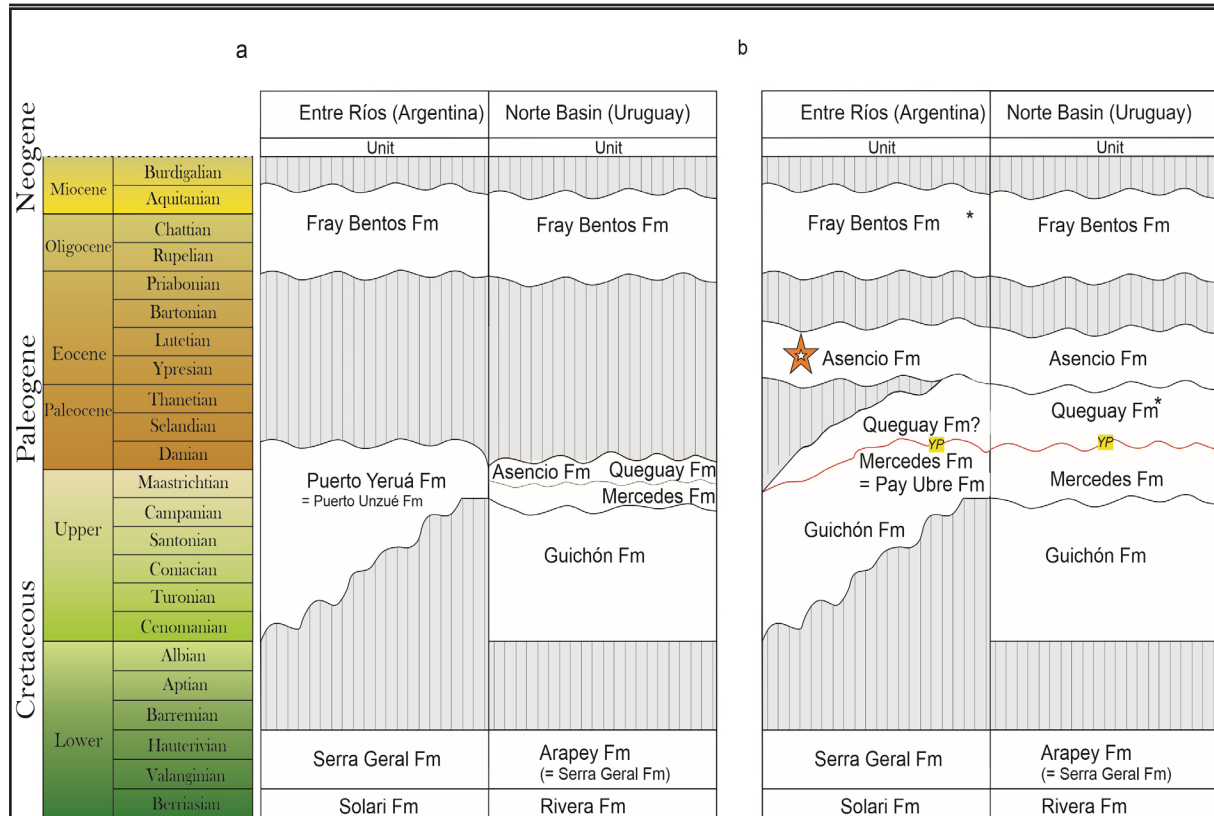 a
b
Entre Ríos (Argentina)
Norte Basin (Uruguay)
Unit
Unit
Entre Ríos (Argentina)
Norte Basin (Uruguay)
Unit
Unit
Neogene
Paleogene
Cretaceous
Miocene
Oligocene
Eocene
Paleocene
Upper
Lower
Burdigalian
Aquitanian
Chattian
Rupelian
Priabonian
Bartonian
Lutetian
Ypresian
Thanetian
Selandian
Danian
Maastrichtian
Campanian
Santonian
Coniacian
Turonian
Cenomanian
Albian
Aptian
Barremian
Hauterivian
Valanginian
Berriasian
Fray Bentos Fm
Puerto Yeruá Fm
= Puerto Unzué Fm
Serra Geral Fm
Solari Fm
Fray Bentos Fm
Asencio Fm
Queguay Fm
Mercedes Fm
Guichón Fm
Arapey Fm
(= Serra Geral Fm)
Rivera Fm
Fray Bentos Fm *
Asencio Fm
Queguay Fm?
YP
Mercedes Fm
= Pay Ubre Fm
Guichón Fm
Serra Geral Fm
Solari Fm
Fray Bentos Fm
Asencio Fm
Queguay Fm*
YP
Mercedes Fm
Guichón Fm
Arapey Fm
(= Serra Geral Fm)
Rivera Fm